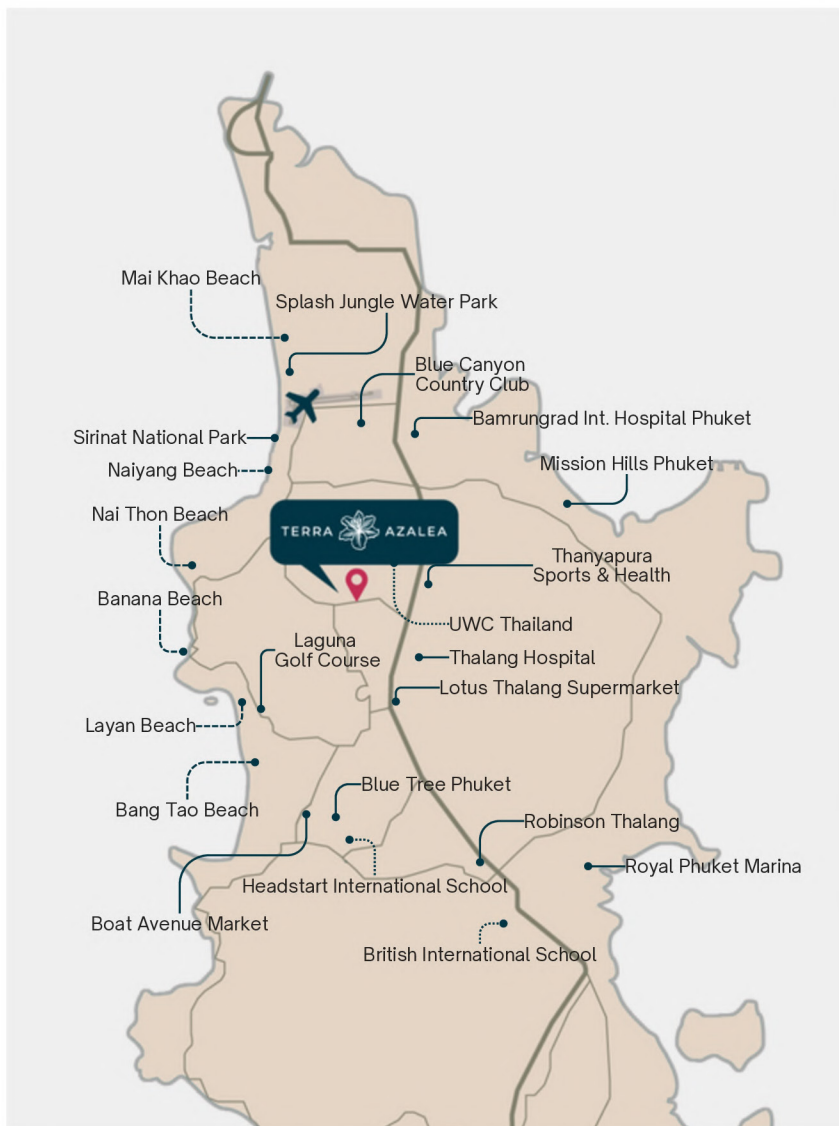 Mai Khao Beach
Splash Jungle Water Park
Blue Canyon
Country Club
Bamrungrad Int. Hospital Phuket
Sirinat National Park
Mission Hills Phuket
Naiyang Beach
Nai Thon Beach
TERRA AZALEA
Thanyapura
Sports & Health
Banana Beach
UWC Thailand
Laguna
Golf Course
Thalang Hospital
Lotus Thalang Supermarket
Layan Beach
Blue Tree Phuket
Bang Tao Beach
Robinson Thalang
Royal Phuket Marina
Headstart International School
Boat Avenue Market
British International School